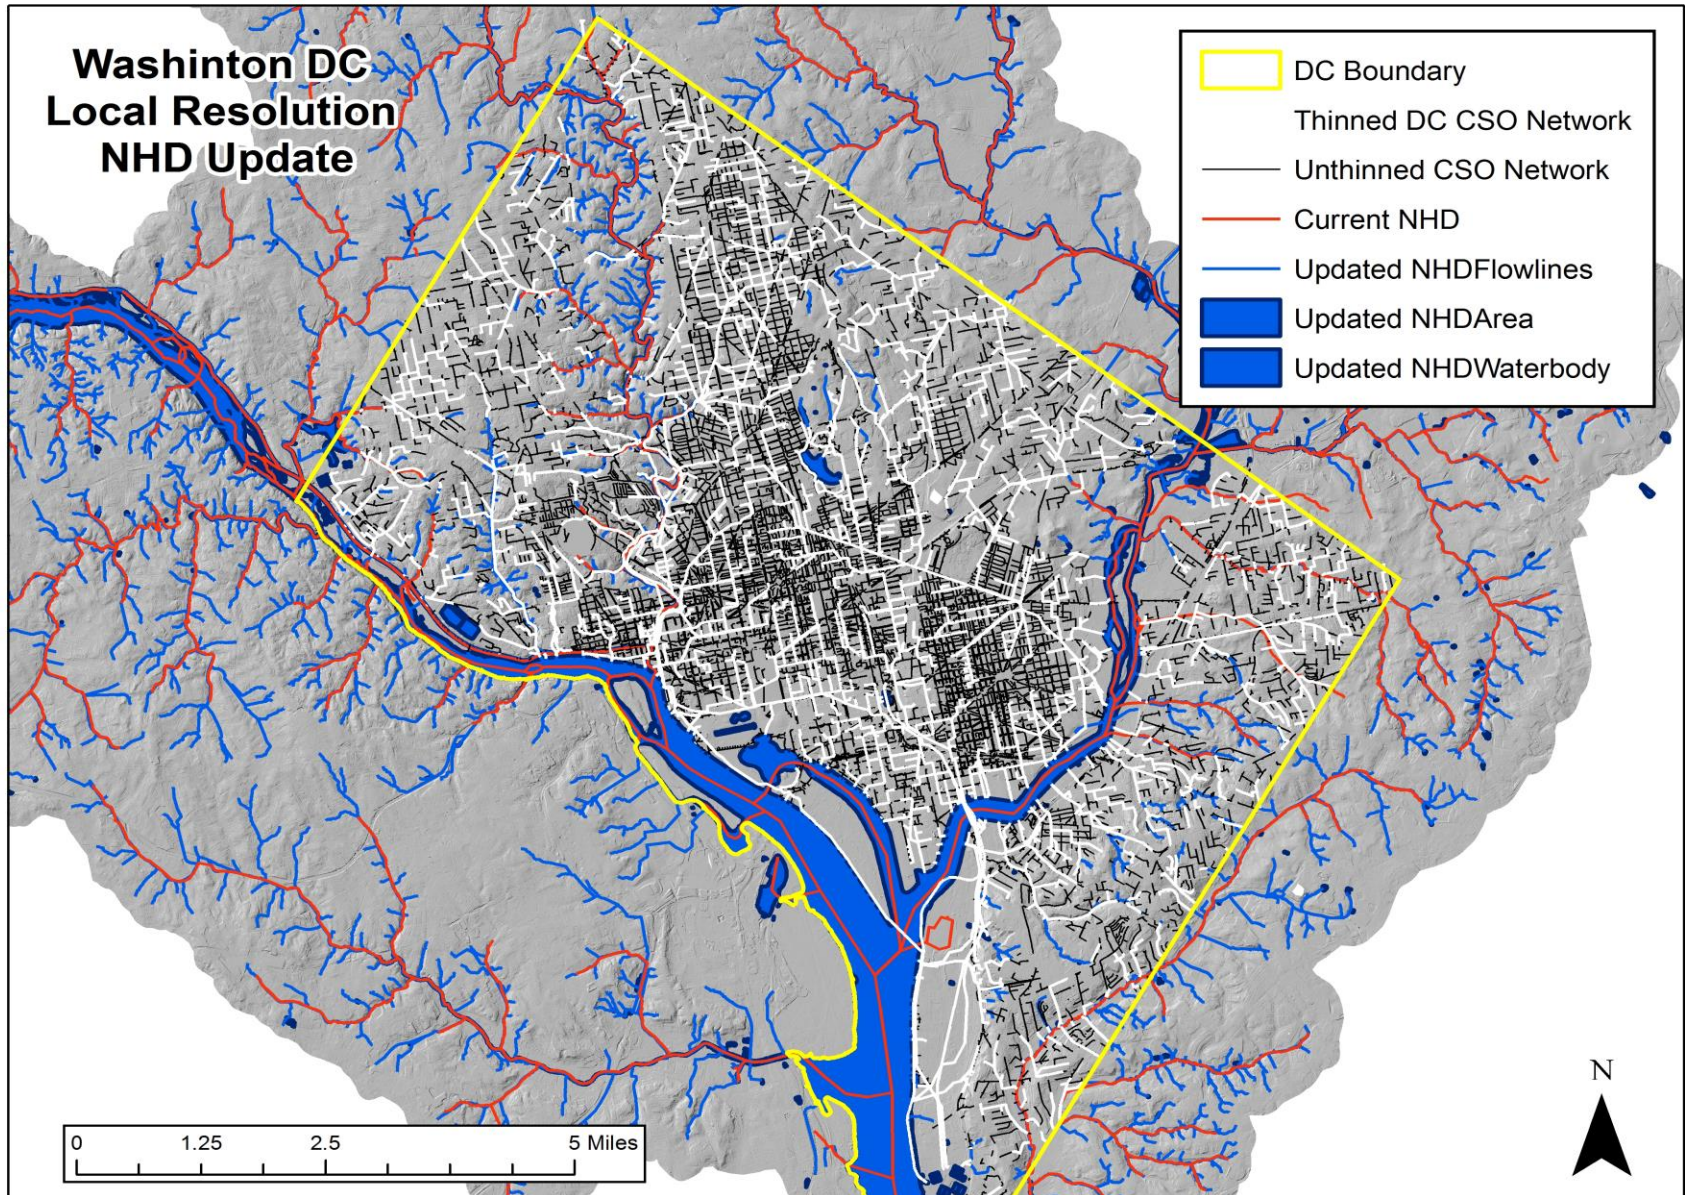 Washinton DC
Local Resolution
NHD Update
DC Boundary
Thinned DC CSO Network
Unthinned CSO Network
Current NHD
Updated NHDFlowlines
Updated NHDArea
Updated NHDWaterbody
N
0 1.25 2.5 5 Miles